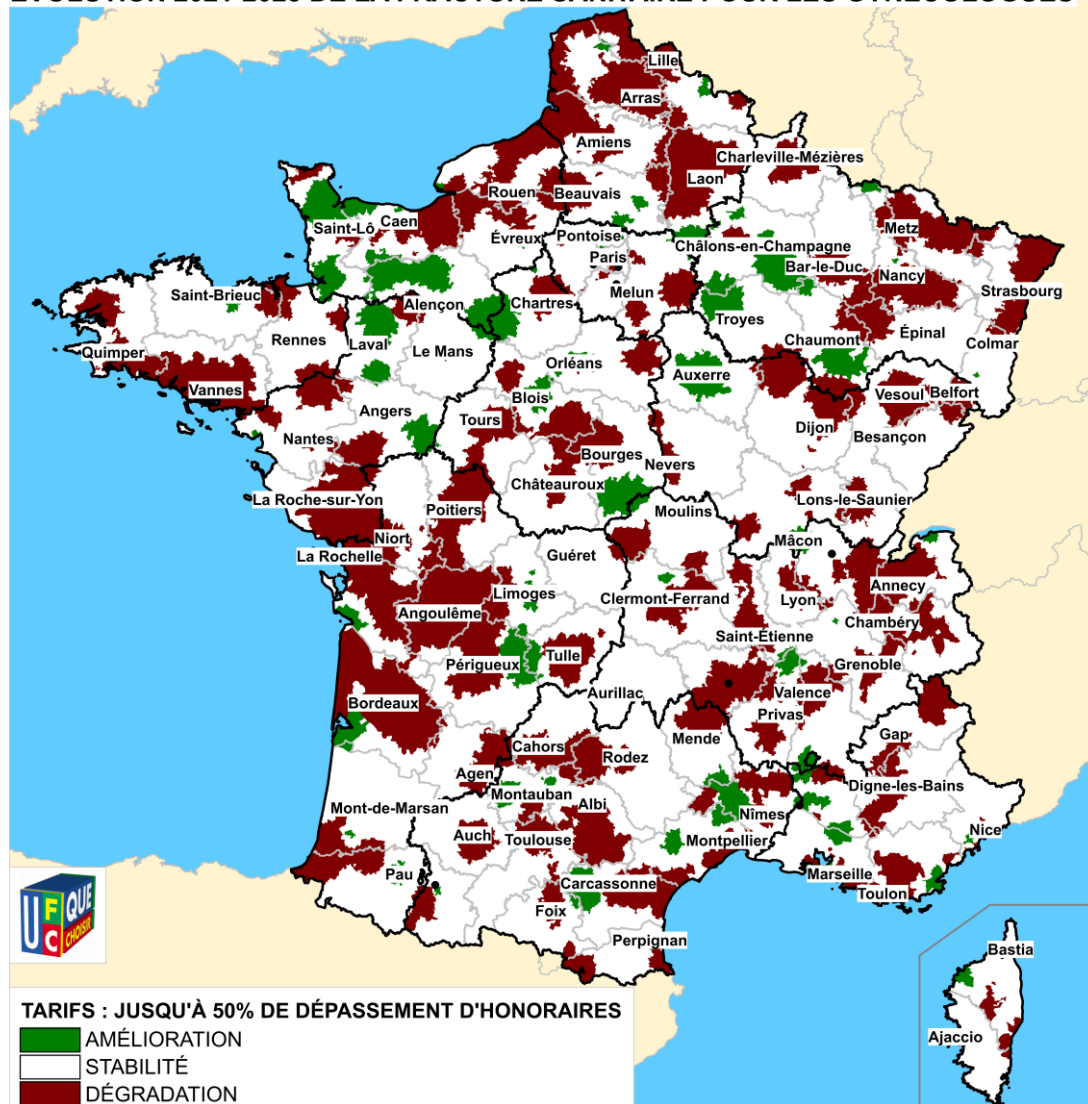 Lille
Arras
Amiens
Charleville-Mézières
Laon
Rouen
Beauvais
Saint-Lô
Caen
Metz
Évreux
Pontoise
Châlons-en-Champagne
Paris
Bar-le-Duc
Nancy
Strasbourg
Saint-Brieuc
Alençon
Chartres
Melun
Troyes
Épinal
Rennes
Laval
Le Mans
Chaumont
Colmar
Quimper
Orléans
Auxerre
Vannes
Blois
Vesoul
Belfort
Angers
Tours
Dijon
Besançon
Nantes
Bourges
Nevers
Châteauroux
La Roche-sur-Yon
Poitiers
Lons-le-Saunier
Moulins
Niort
Mâcon
La Rochelle
Guéret
Annecy
Limoges
Clermont-Ferrand
Lyon
Angoulême
Chambéry
Saint-Étienne
Périgueux
Tulle
Grenoble
Aurillac
Valence
Bordeaux
Privas
Mende
Gap
Cahors
Rodez
Agen
Digne-les-Bains
Montauban
Mont-de-Marsan
Albi
Nîmes
Auch
Toulouse
Nice
Montpellier
Pau
Marseille
Carcassonne
Toulon
Foix
Perpignan
Bastia
Ajaccio
UFC
QUE
CHOISIR
TARIFS : JUSQU'À 50% DE DÉPASSEMENT D'HONORAIRES
AMÉLIORATION
STABILITÉ
DÉGRADATION